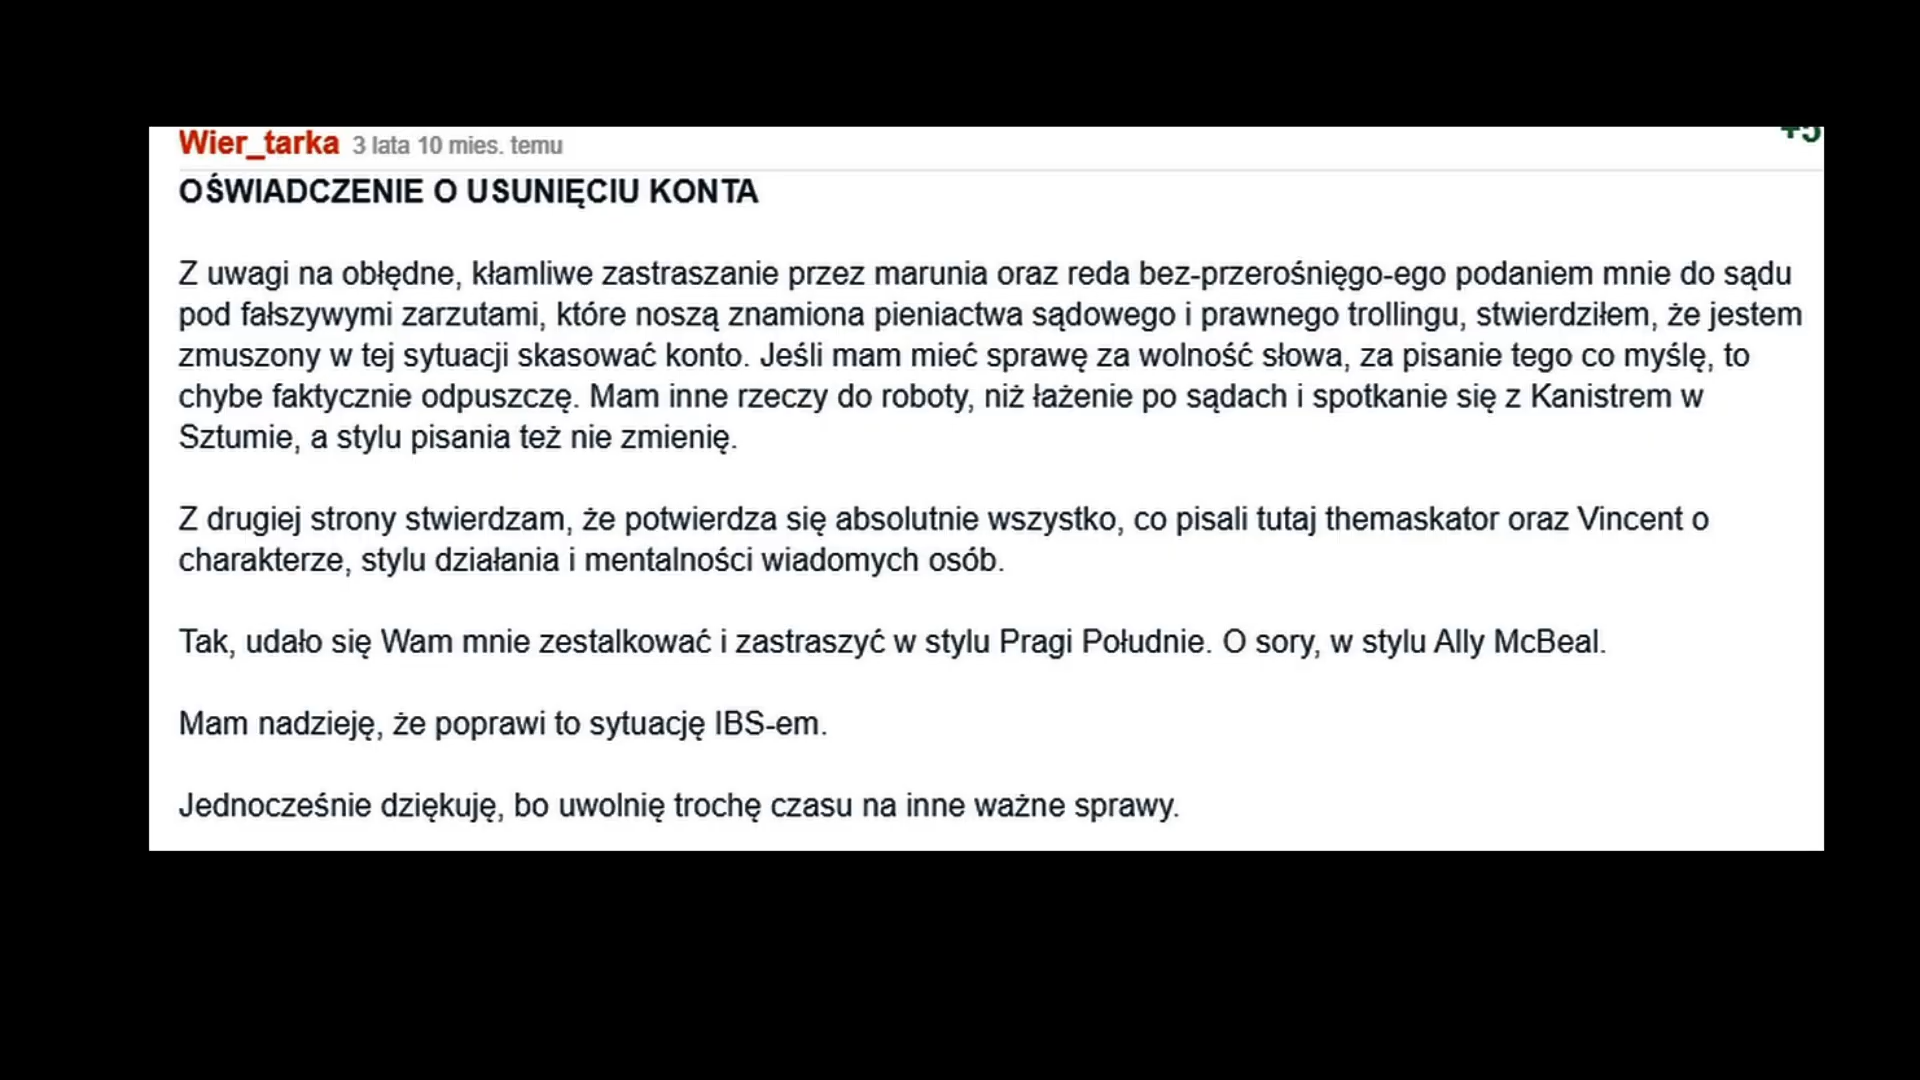 Wier_tarka 3 lata 10 mies. temu +5
OŚWIADCZENIE O USUNIĘCIU KONTA
Z uwagi na obłędne, kłamliwe zastraszanie przez marunia oraz reda bez-przerośnięgo-ego podaniem mnie do sądu
pod fałszywymi zarzutami, które noszą znamiona pieniactwa sądowego i prawnego trollingu, stwierdziłem, że jestem
zmuszony w tej sytuacji skasować konto. Jeśli mam mieć sprawę za wolność słowa, za pisanie tego co myślę, to
chybe faktycznie odpuszczę. Mam inne rzeczy do roboty, niż łażenie po sądach i spotkanie się z Kanistrem w
Sztumie, a stylu pisania też nie zmienię.
Z drugiej strony stwierdzam, że potwierdza się absolutnie wszystko, co pisali tutaj themaskator oraz Vincent o
charakterze, stylu działania i mentalności wiadomych osób.
Tak, udało się Wam mnie zestalkować i zastraszyć w stylu Pragi Południe. O sory, w stylu Ally McBeal.
Mam nadzieję, że poprawi to sytuację IBS-em.
Jednocześnie dziękuję, bo uwolnię trochę czasu na inne ważne sprawy.